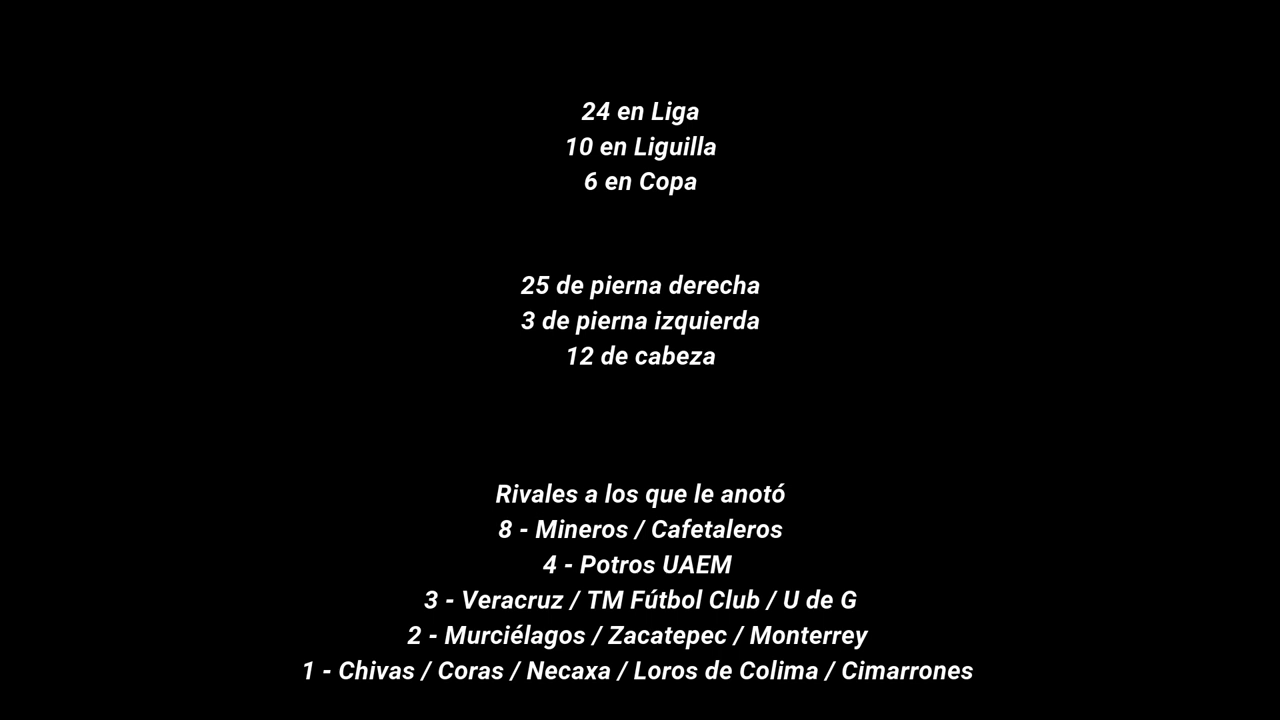 24 en Liga
10 en Liguilla
6 en Copa
25 de pierna derecha
3 de pierna izquierda
12 de cabeza
Rivales a los que le anotó
8 - Mineros / Cafetaleros
4 - Potros UAEM
3 - Veracruz / TM Fútbol Club / U de G
2 - Murciélagos / Zacatepec / Monterrey
1 - Chivas / Coras / Necaxa / Loros de Colima / Cimarrones